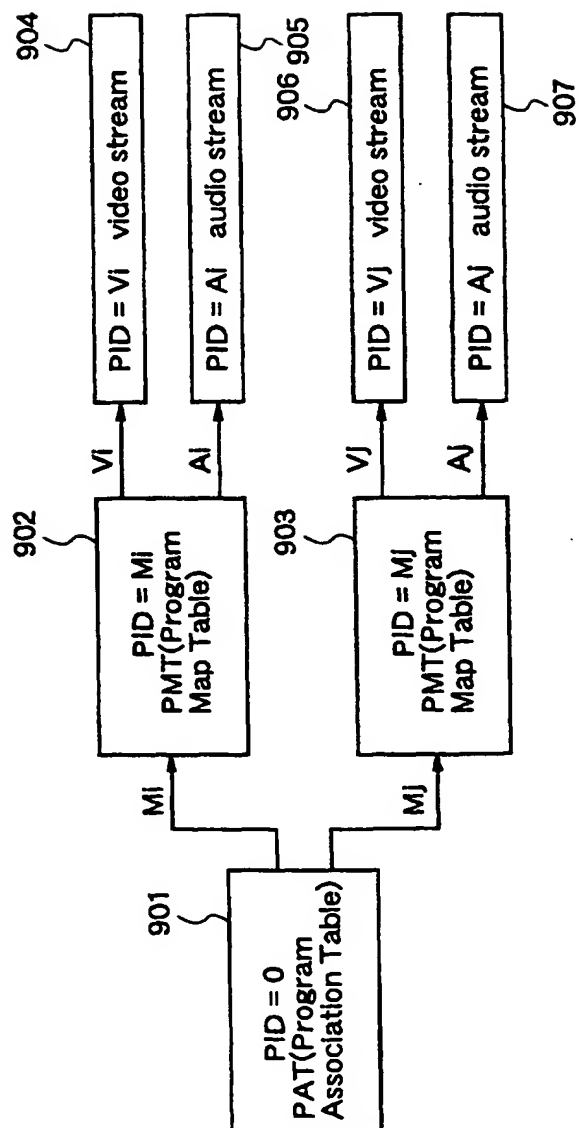 901
PID = 0
PAT(Program
Association Table)
Mi
Mj
902
PID = Mi
PMT(Program
Map Table)
903
PID = Mj
PMT(Program
Map Table)
Vi
Ai
Vj
Aj
904
PID = Vi video stream
905
PID = Ai audio stream
906
PID = Vj video stream
907
PID = Aj audio stream